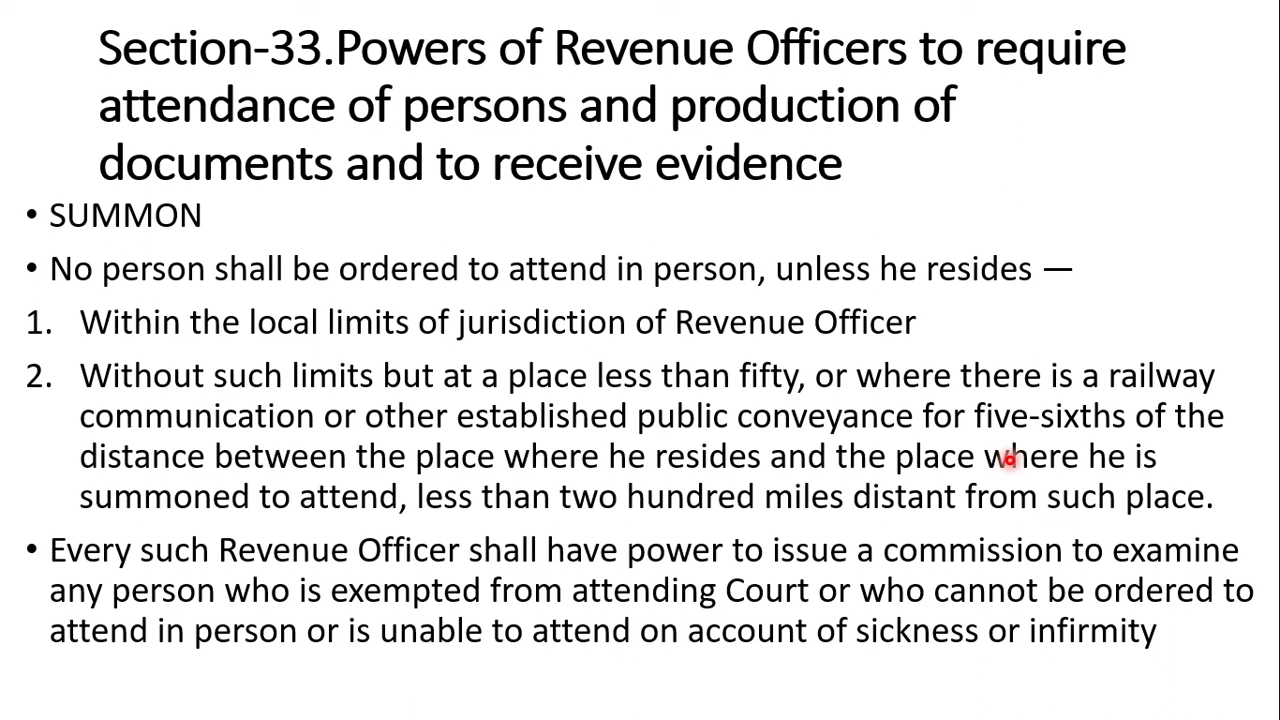 Section-33.Powers of Revenue Officers to require
attendance of persons and production of
documents and to receive evidence
• SUMMON
• No person shall be ordered to attend in person, unless he resides —
1. Within the local limits of jurisdiction of Revenue Officer
2. Without such limits but at a place less than fifty, or where there is a railway
communication or other established public conveyance for five-sixths of the
distance between the place where he resides and the place where he is
summoned to attend, less than two hundred miles distant from such place.
• Every such Revenue Officer shall have power to issue a commission to examine
any person who is exempted from attending Court or who cannot be ordered to
attend in person or is unable to attend on account of sickness or infirmity